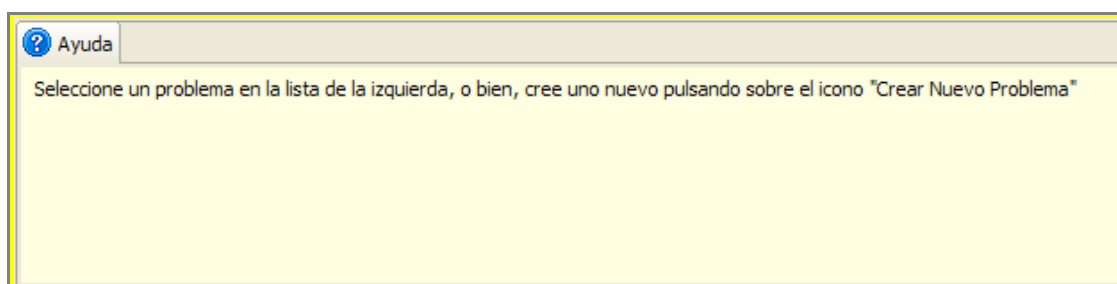 Ayuda
Seleccione un problema en la lista de la izquierda, o bien, cree uno nuevo pulsando sobre el icono "Crear Nuevo Problema"